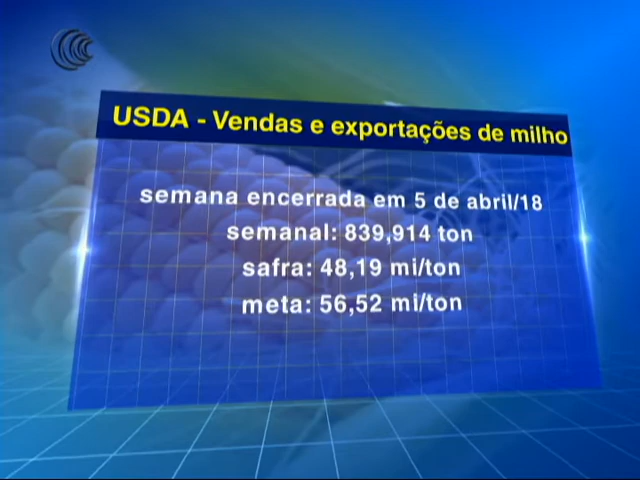 USDA - Vendas e exportações de milho
semana encerrada em 5 de abril/18
semanal: 839,914 ton
safra: 48,19 mi/ton
meta: 56,52 mi/ton